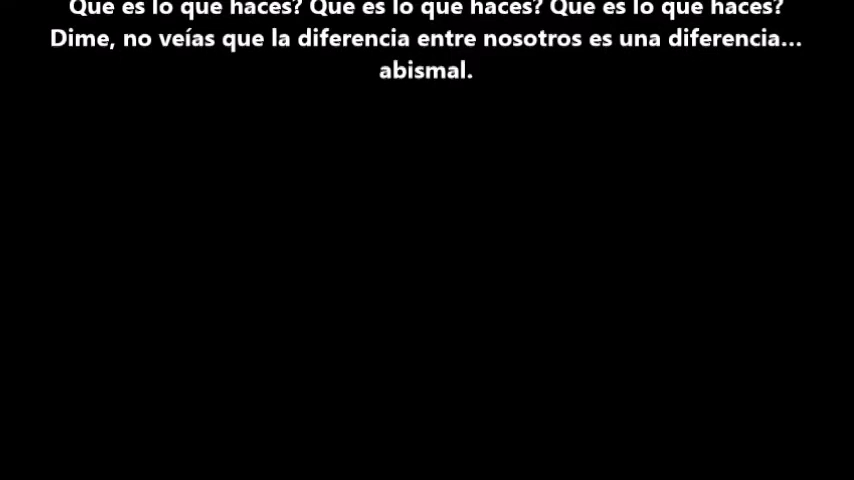 Que es lo que haces? Que es lo que haces? Que es lo que haces?
Dime, no veías que la diferencia entre nosotros es una diferencia...
abismal.